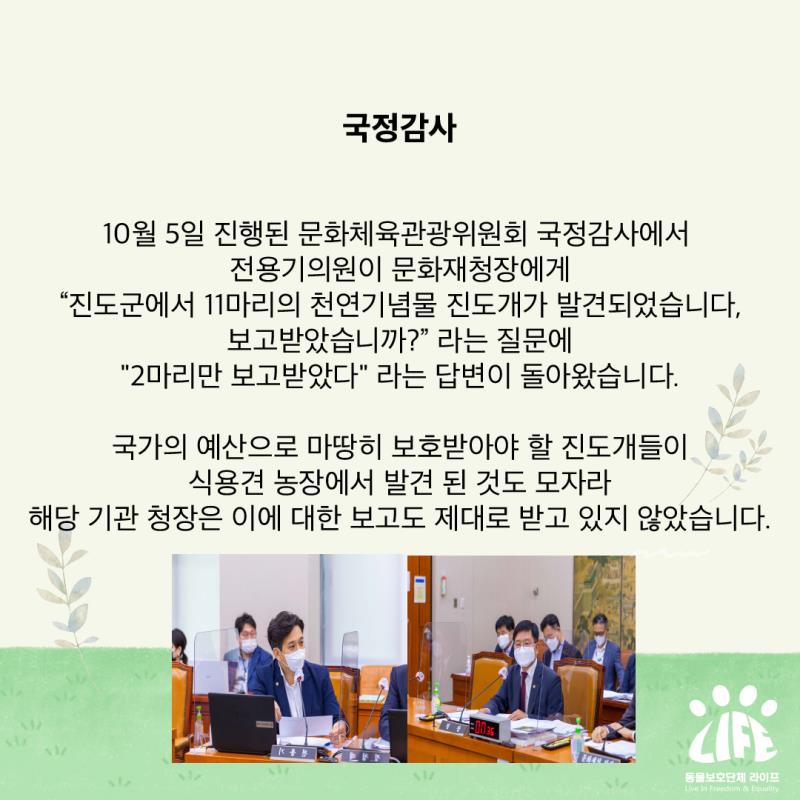 국정감사
10월 5일 진행된 문화체육관광위원회 국정감사에서
전용기의원이 문화재청장에게
“진도군에서 11마리의 천연기념물 진도개가 발견되었습니다,
보고받았습니까?” 라는 질문에
"2마리만 보고받았다" 라는 답변이 돌아왔습니다.
국가의 예산으로 마땅히 보호받아야 할 진도개들이
식용견 농장에서 발견 된 것도 모자라
해당 기관 청장은 이에 대한 보고도 제대로 받고 있지 않았습니다.
LIFE
동물보호단체 라이프
Live in Freedom & Equality